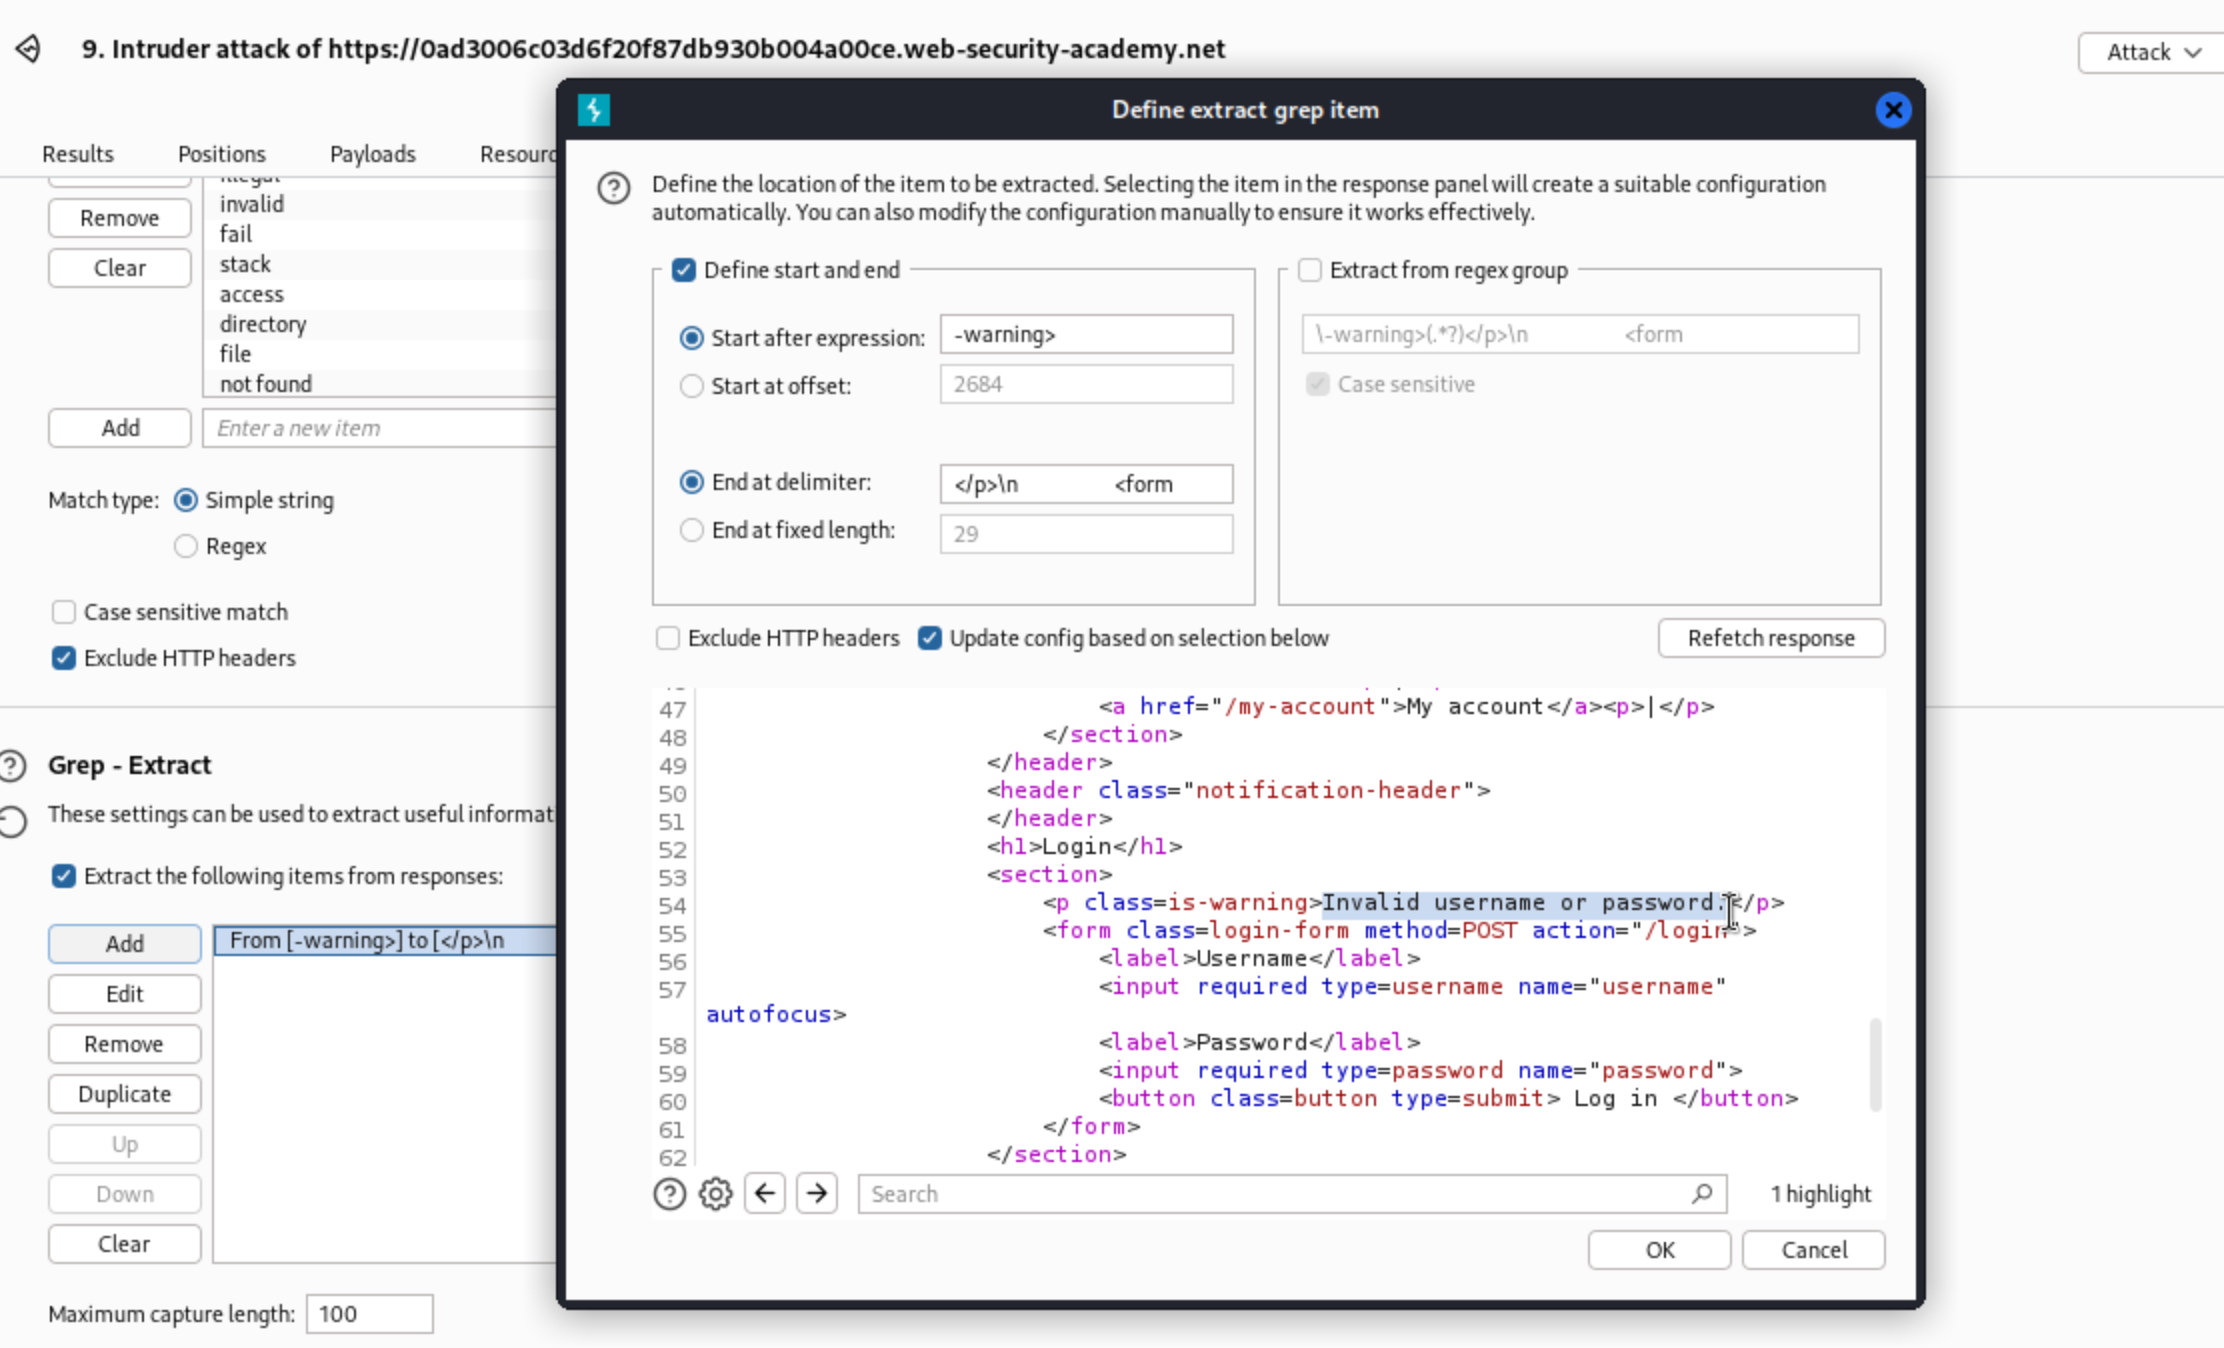 9. Intruder attack of https://0ad3006c03d6f20f87db930b004a00ce.web-security-academy.net
Attack
Results Positions Payloads
illegal
invalid
fail
stack
access
directory
file
not found
Remove
Clear
Add
Enter a new item
Match type:
Simple string
Regex
Case sensitive match
Exclude HTTP headers
Grep - Extract
These settings can be used to extract useful
Extract the following items from responses:
Add
Edit
Remove
Duplicate
Up
Down
Clear
From [-warning>] to [</p>\n
Maximum capture length: 100
Define extract grep item
Define the location of the item to be extracted. Selecting the item in the response panel will create a suitable configuration
automatically. You can also modify the configuration manually to ensure it works effectively.
Define start and end
Start after expression: -warning>
Start at offset: 2684
End at delimiter: </p>\n                <form
End at fixed length: 29
Extract from regex group
\-warning>(.*?)</p>\n                <form
Case sensitive
Exclude HTTP headers
Update config based on selection below
Refetch response
47 <a href="/my-account">My account</a><p>|</p>
48 </section>
49 </header>
50 <header class="notification-header">
51 </header>
52 <h1>Login</h1>
53 <section>
54 <p class=is-warning>Invalid username or password.</p>
55 <form class=login-form method=POST action="/login">
56 <label>Username</label>
57 <input required type=username name="username"
autofocus>
58 <label>Password</label>
59 <input required type=password name="password">
60 <button class=button type=submit> Log in </button>
61 </form>
62 </section>
Search
1 highlight
OK
Cancel